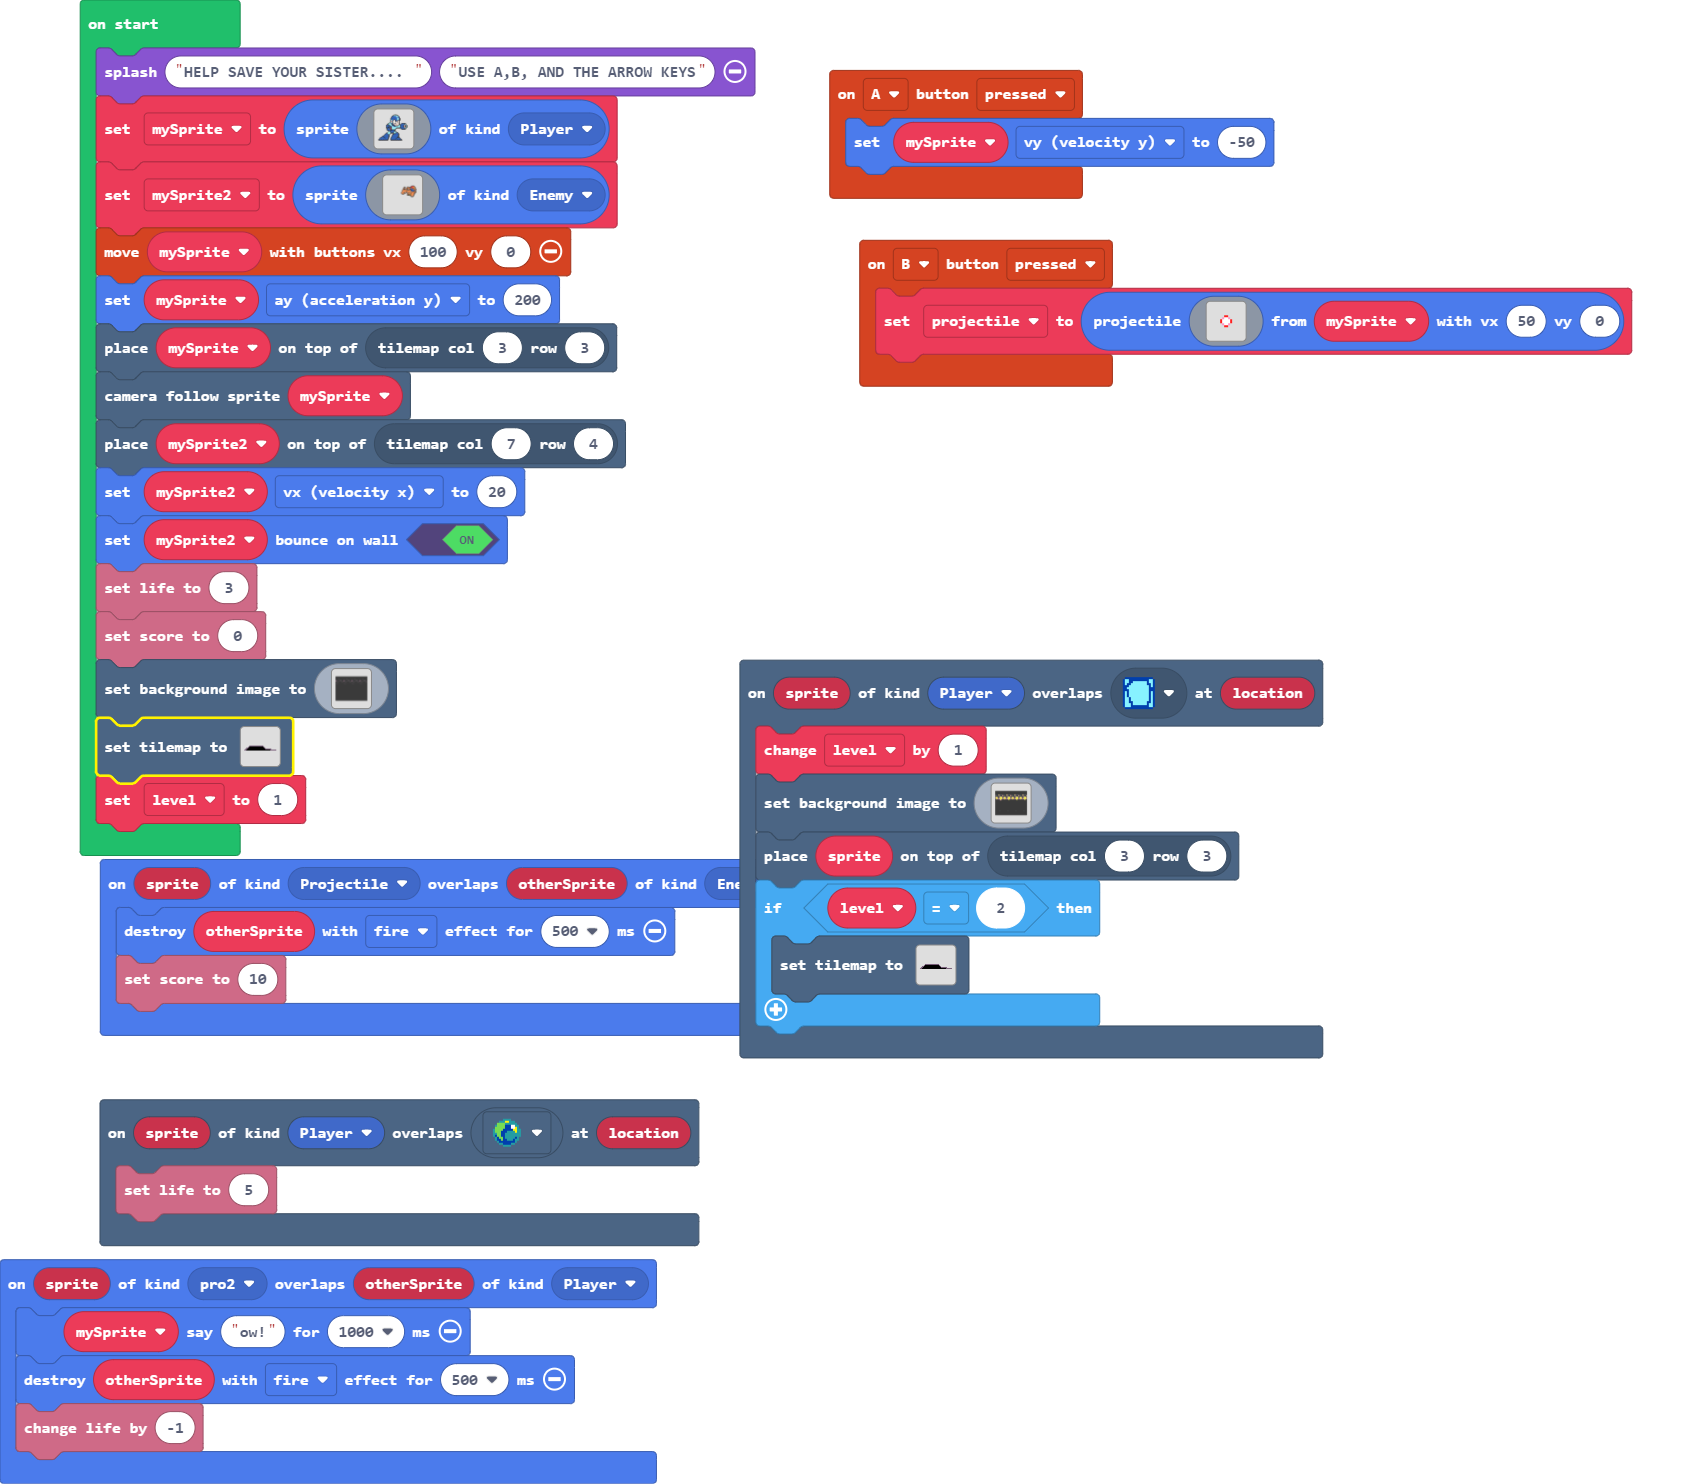 on start
splash "HELP SAVE YOUR SISTER.... " "USE A,B, AND THE ARROW KEYS"
set mySprite to sprite of kind Player
set mySprite2 to sprite of kind Enemy
move mySprite with buttons vx 100 vy 0
set mySprite ay (acceleration y) to 200
place mySprite on top of tilemap col 3 row 3
camera follow sprite mySprite
place mySprite2 on top of tilemap col 7 row 4
set mySprite2 vx (velocity x) to 20
set mySprite2 bounce on wall ON
set life to 3
set score to 0
set background image to
set tilemap to
set level to 1
on A button pressed
set mySprite vy (velocity y) to -50
on B button pressed
set projectile to projectile from mySprite with vx 50 vy 0
on sprite of kind Projectile overlaps otherSprite of kind Ene
destroy otherSprite with fire effect for 500 ms
set score to 10
on sprite of kind Player overlaps at location
change level by 1
set background image to
place sprite on top of tilemap col 3 row 3
if level = 2 then
set tilemap to
on sprite of kind Player overlaps at location
set life to 5
on sprite of kind pro2 overlaps otherSprite of kind Player
mySprite say "ow!" for 1000 ms
destroy otherSprite with fire effect for 500 ms
change life by -1